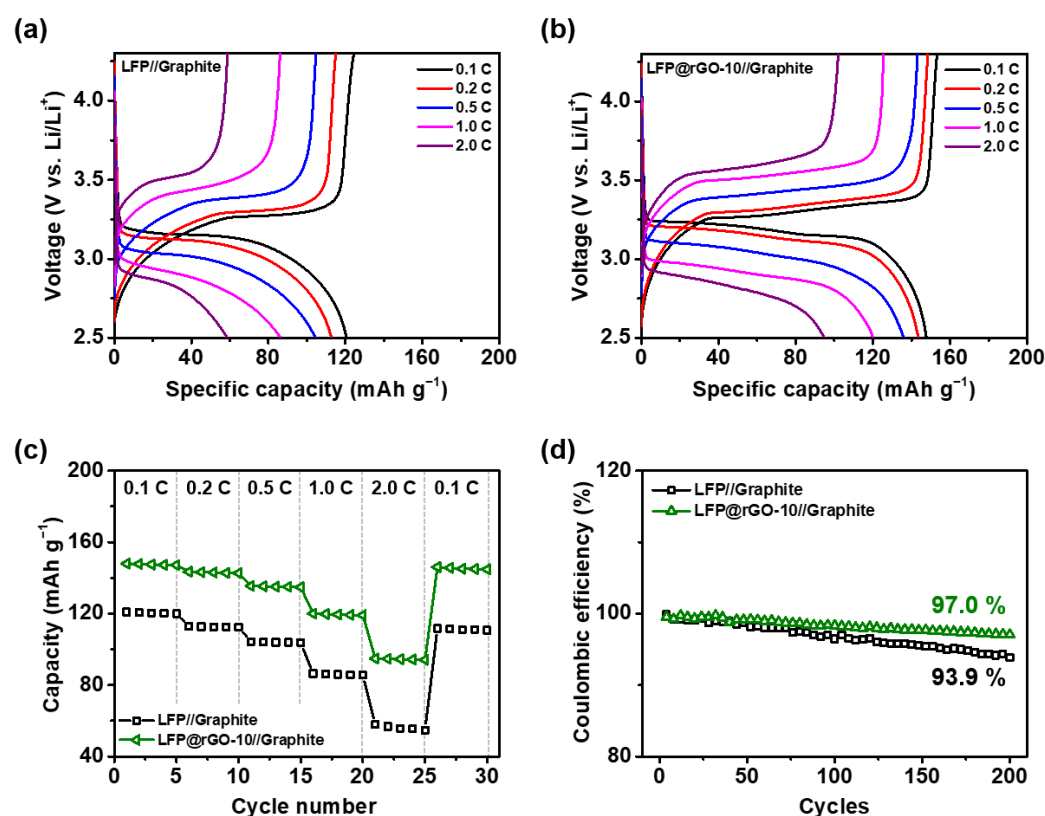 (a)
LFP//Graphite
0.1 C
0.2 C
0.5 C
1.0 C
2.0 C
4.0
3.5
3.0
2.5
0 40 80 120 160 200
Voltage (V vs. Li/Li⁺)
Specific capacity (mAh g⁻¹)
(b)
LFP@rGO-10//Graphite
0.1 C
0.2 C
0.5 C
1.0 C
2.0 C
4.0
3.5
3.0
2.5
0 40 80 120 160 200
Voltage (V vs. Li/Li⁺)
Specific capacity (mAh g⁻¹)
(c)
200
160
120
80
40
0.1 C 0.2 C 0.5 C 1.0 C 2.0 C 0.1 C
LFP//Graphite
LFP@rGO-10//Graphite
0 5 10 15 20 25 30
Capacity (mAh g⁻¹)
Cycle number
(d)
120
100
80
LFP//Graphite
LFP@rGO-10//Graphite
97.0 %
93.9 %
0 50 100 150 200
Coulombic efficiency (%)
Cycles